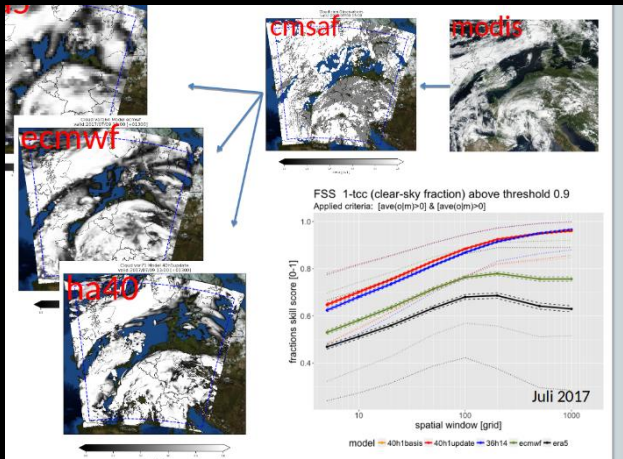 cmsaf
modis
ecmwf
ha40
FSS 1-tcc (clear-sky fraction) above threshold 0.9
Applied criteria: [ave(o|m)>0] & [ave(o|m)>0]
fractions skill score [0-1]
1.0
0.8
0.6
0.4
Juli 2017
10
100
1000
spatial window [grid]
model 40h1basis 40h1update 36h14 ecmwf era5